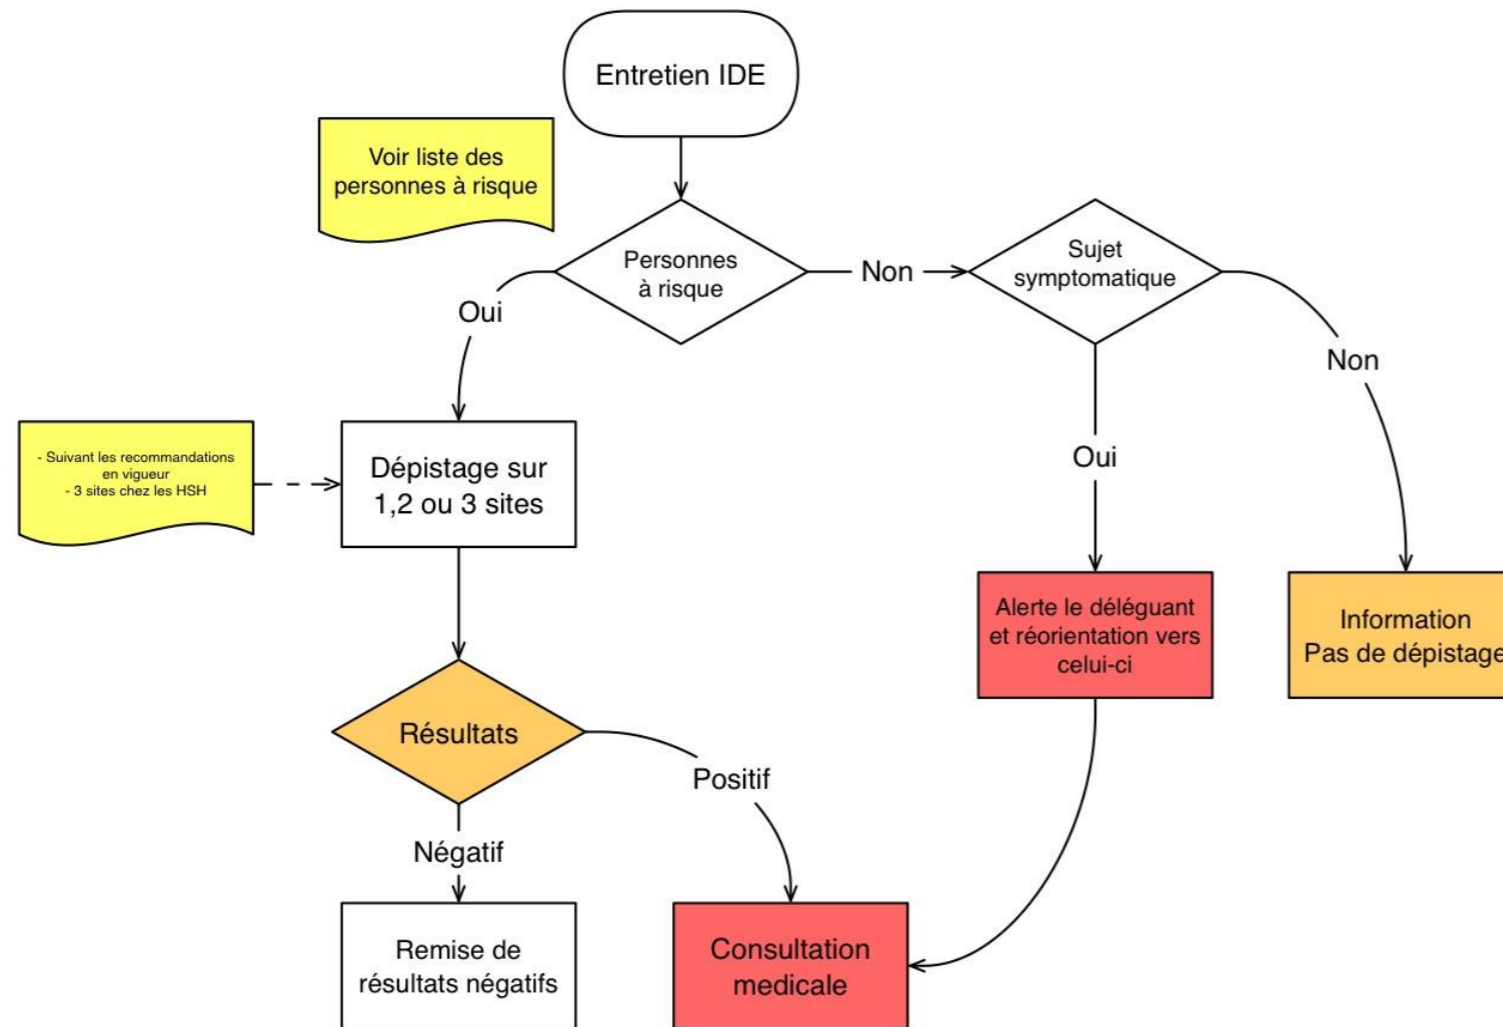 Entretien IDE
Voir liste des
personnes à risque
Personnes
à risque
Non
Sujet
symptomatique
Oui
Non
- Suivant les recommandations
en vigueur
- 3 sites chez les HSH
Dépistage sur
1,2 ou 3 sites
Oui
Alerte le déléguant
et réorientation vers
celui-ci
Information
Pas de dépistage
Résultats
Positif
Négatif
Remise de
résultats négatifs
Consultation
medicale